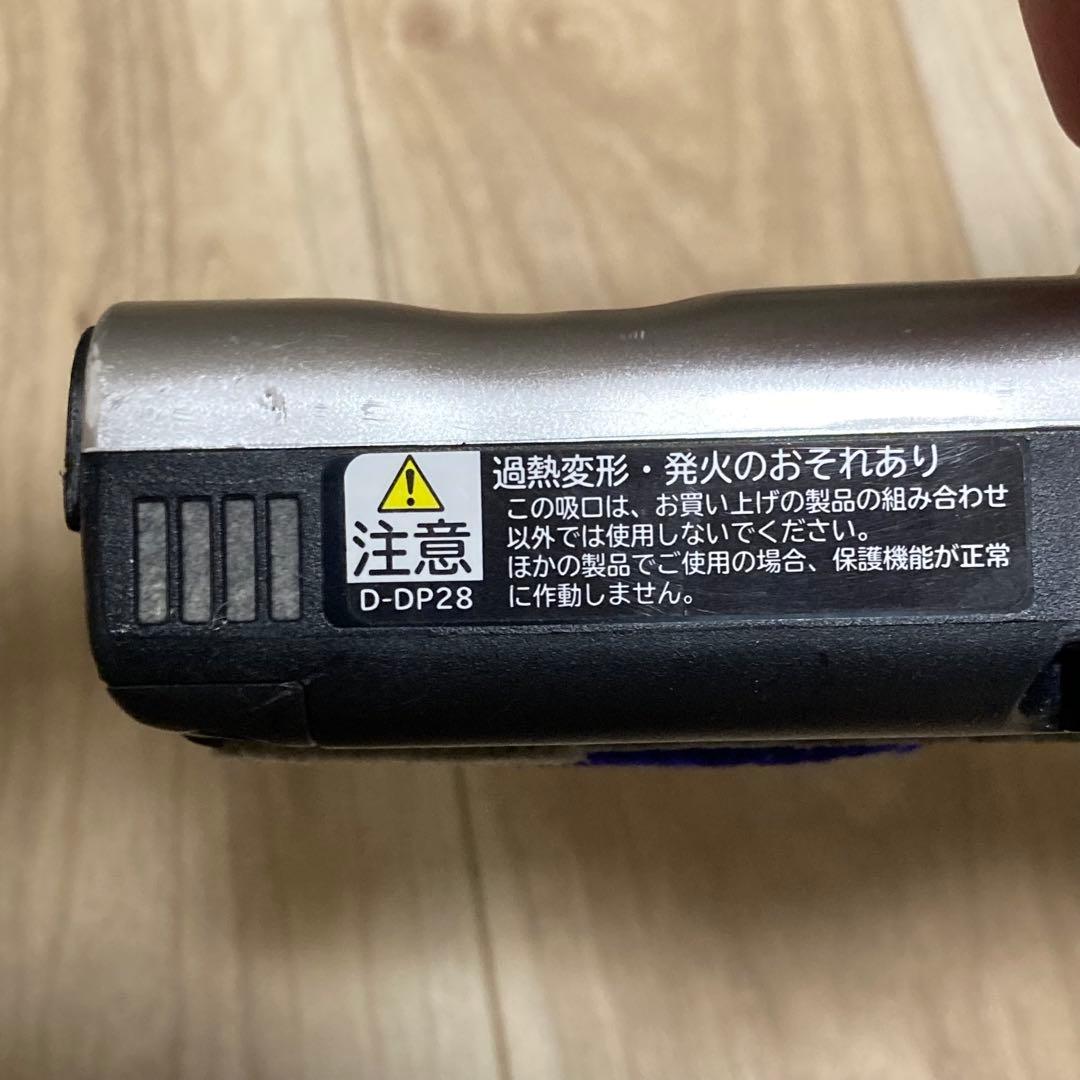 注意
D-DP28
過熱変形・発火のおそれあり
この吸口は、お買い上げの製品の組み合わせ
以外では使用しないでください。
ほかの製品でご使用の場合、保護機能が正常
に作動しません。